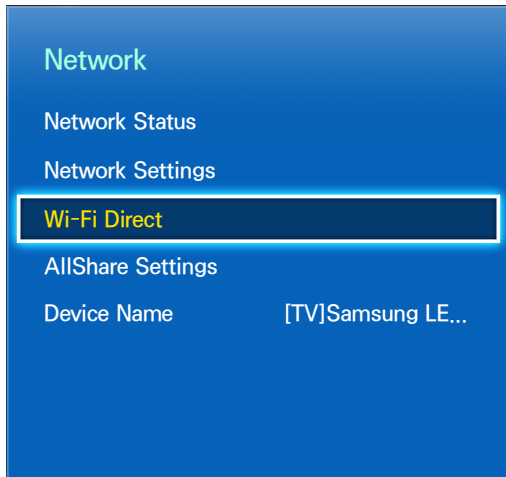 Network
Network Status
Network Settings
Wi-Fi Direct
AllShare Settings
Device Name [TV]Samsung LE...